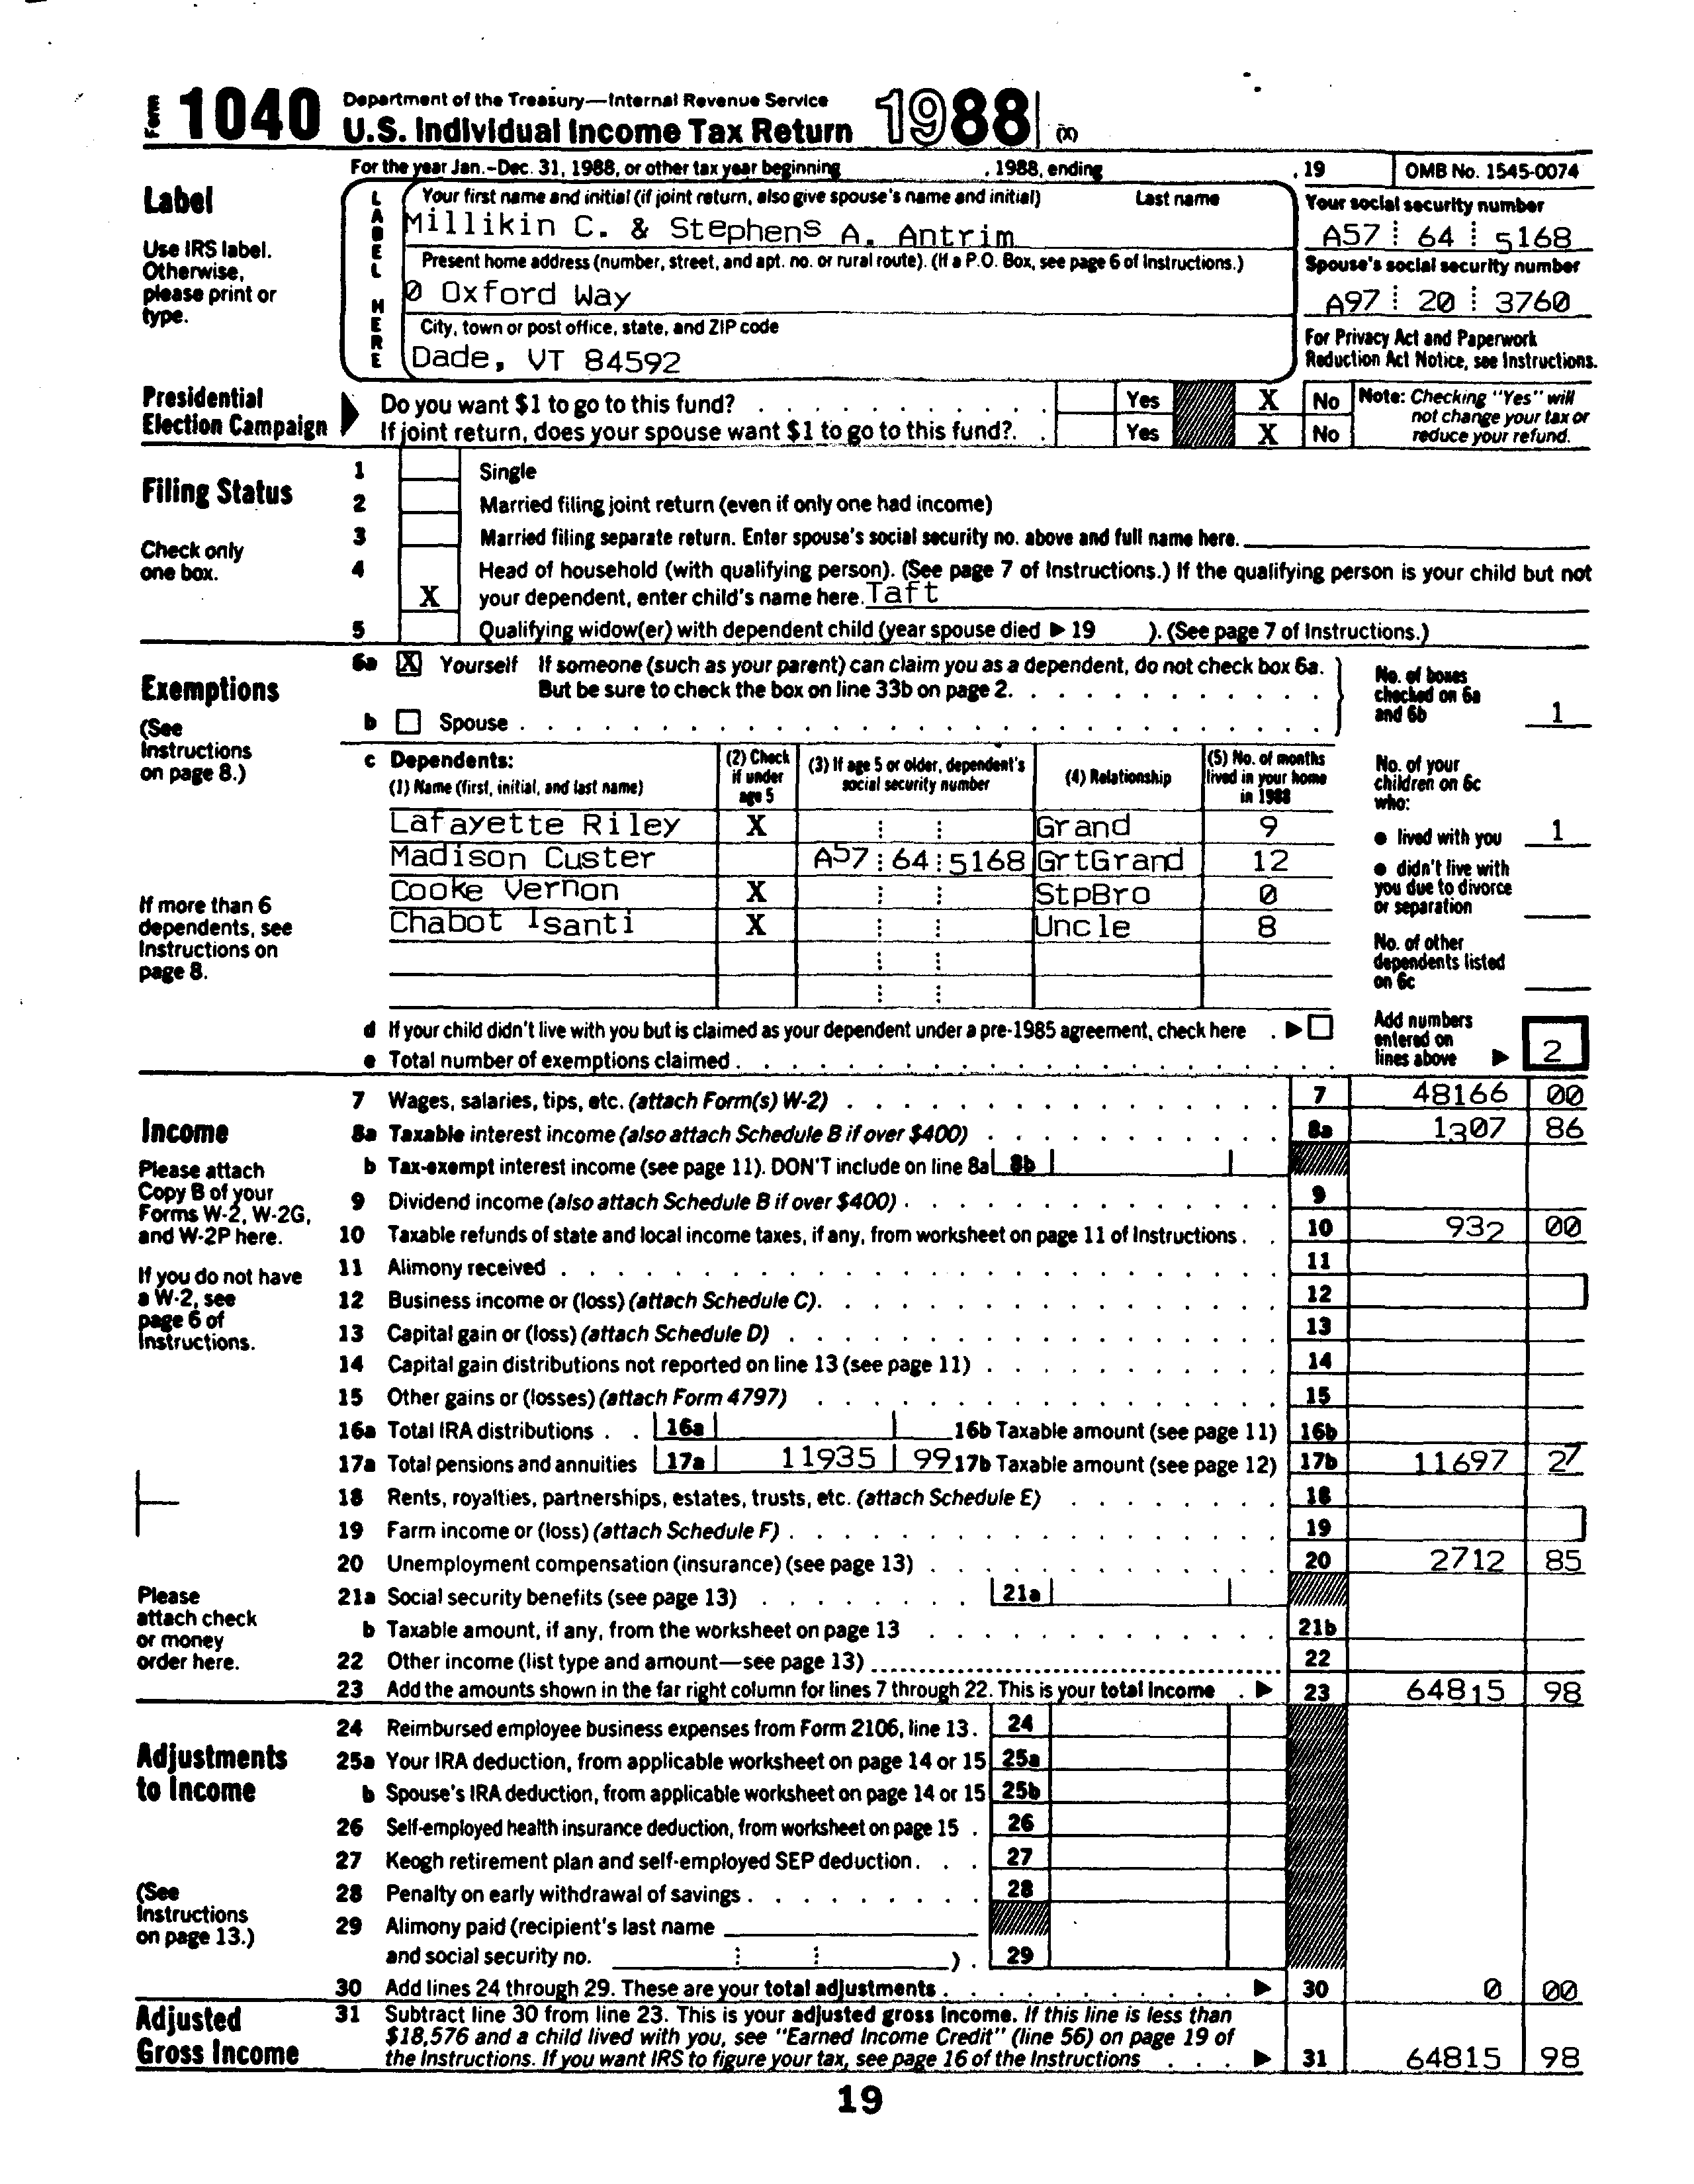 Form 1040 Department of the Treasury—Internal Revenue Service
U.S. Individual Income Tax Return 1988 (X)
For the year Jan.-Dec. 31, 1988, or other tax year beginning , 1988, ending , 19 OMB No. 1545-0074
Label
Use IRS label. Otherwise, please print or type.
LABEL HERE
Your first name and initial (if joint return, also give spouse's name and initial) Last name
Millikin C. & Stephens A. Antrim
Your social security number
A57 64 5168
Present home address (number, street, and apt. no. or rural route). (If a P.O. Box, see page 6 of Instructions.)
0 Oxford Way
Spouse's social security number
A97 20 3760
City, town or post office, state, and ZIP code
Dade, VT 84592
For Privacy Act and Paperwork Reduction Act Notice, see Instructions.
Presidential Election Campaign
Do you want $1 to go to this fund? Yes X No
If joint return, does your spouse want $1 to go to this fund?. Yes X No
Note: Checking "Yes" will not change your tax or reduce your refund.
Filing Status
Check only one box.
1 Single
2 Married filing joint return (even if only one had income)
3 Married filing separate return. Enter spouse's social security no. above and full name here.
4 X Head of household (with qualifying person). (See page 7 of Instructions.) If the qualifying person is your child but not
your dependent, enter child's name here. Taft
5 Qualifying widow(er) with dependent child (year spouse died ▶ 19 ). (See page 7 of Instructions.)
Exemptions
(See Instructions on page 8.)
6a X Yourself If someone (such as your parent) can claim you as a dependent, do not check box 6a.
But be sure to check the box on line 33b on page 2.
b Spouse
No. of boxes checked on 6a and 6b 1
c Dependents:
(1) Name (first, initial, and last name)
(2) Check if under age 5
(3) If age 5 or older, dependent's social security number
(4) Relationship
(5) No. of months lived in your home in 1988
Lafayette Riley X Grand 9
Madison Custer A57 64 5168 GrtGrand 12
Cooke Vernon X StpBro 0
Chabot Isanti X Uncle 8
No. of your children on 6c who:
● lived with you 1
● didn't live with you due to divorce or separation
No. of other dependents listed on 6c
If more than 6 dependents, see Instructions on page 8.
d If your child didn't live with you but is claimed as your dependent under a pre-1985 agreement, check here ▶
e Total number of exemptions claimed
Add numbers entered on lines above ▶ 2
Income
Please attach Copy B of your Forms W-2, W-2G, and W-2P here.
If you do not have a W-2, see page 6 of Instructions.
Please attach check or money order here.
7 Wages, salaries, tips, etc. (attach Form(s) W-2) 7 48166 00
8a Taxable interest income (also attach Schedule B if over $400) 8a 1307 86
b Tax-exempt interest income (see page 11). DON'T include on line 8a 8b
9 Dividend income (also attach Schedule B if over $400) 9
10 Taxable refunds of state and local income taxes, if any, from worksheet on page 11 of Instructions 10 932 00
11 Alimony received 11
12 Business income or (loss) (attach Schedule C). 12
13 Capital gain or (loss) (attach Schedule D) 13
14 Capital gain distributions not reported on line 13 (see page 11) 14
15 Other gains or (losses) (attach Form 4797) 15
16a Total IRA distributions 16a 16b Taxable amount (see page 11) 16b
17a Total pensions and annuities 17a 11935 99 17b Taxable amount (see page 12) 17b 11697 27
18 Rents, royalties, partnerships, estates, trusts, etc. (attach Schedule E) 18
19 Farm income or (loss) (attach Schedule F) 19
20 Unemployment compensation (insurance) (see page 13) 20 2712 85
21a Social security benefits (see page 13) 21a
b Taxable amount, if any, from the worksheet on page 13 21b
22 Other income (list type and amount—see page 13) 22
23 Add the amounts shown in the far right column for lines 7 through 22. This is your total income ▶ 23 64815 98
Adjustments to Income
(See Instructions on page 13.)
24 Reimbursed employee business expenses from Form 2106, line 13. 24
25a Your IRA deduction, from applicable worksheet on page 14 or 15 25a
b Spouse's IRA deduction, from applicable worksheet on page 14 or 15 25b
26 Self-employed health insurance deduction, from worksheet on page 15 26
27 Keogh retirement plan and self-employed SEP deduction 27
28 Penalty on early withdrawal of savings 28
29 Alimony paid (recipient's last name
and social security no. ) 29
30 Add lines 24 through 29. These are your total adjustments ▶ 30 0 00
Adjusted Gross Income
31 Subtract line 30 from line 23. This is your adjusted gross income. If this line is less than
$18,576 and a child lived with you, see "Earned Income Credit" (line 56) on page 19 of
the Instructions. If you want IRS to figure your tax, see page 16 of the Instructions ▶ 31 64815 98
19